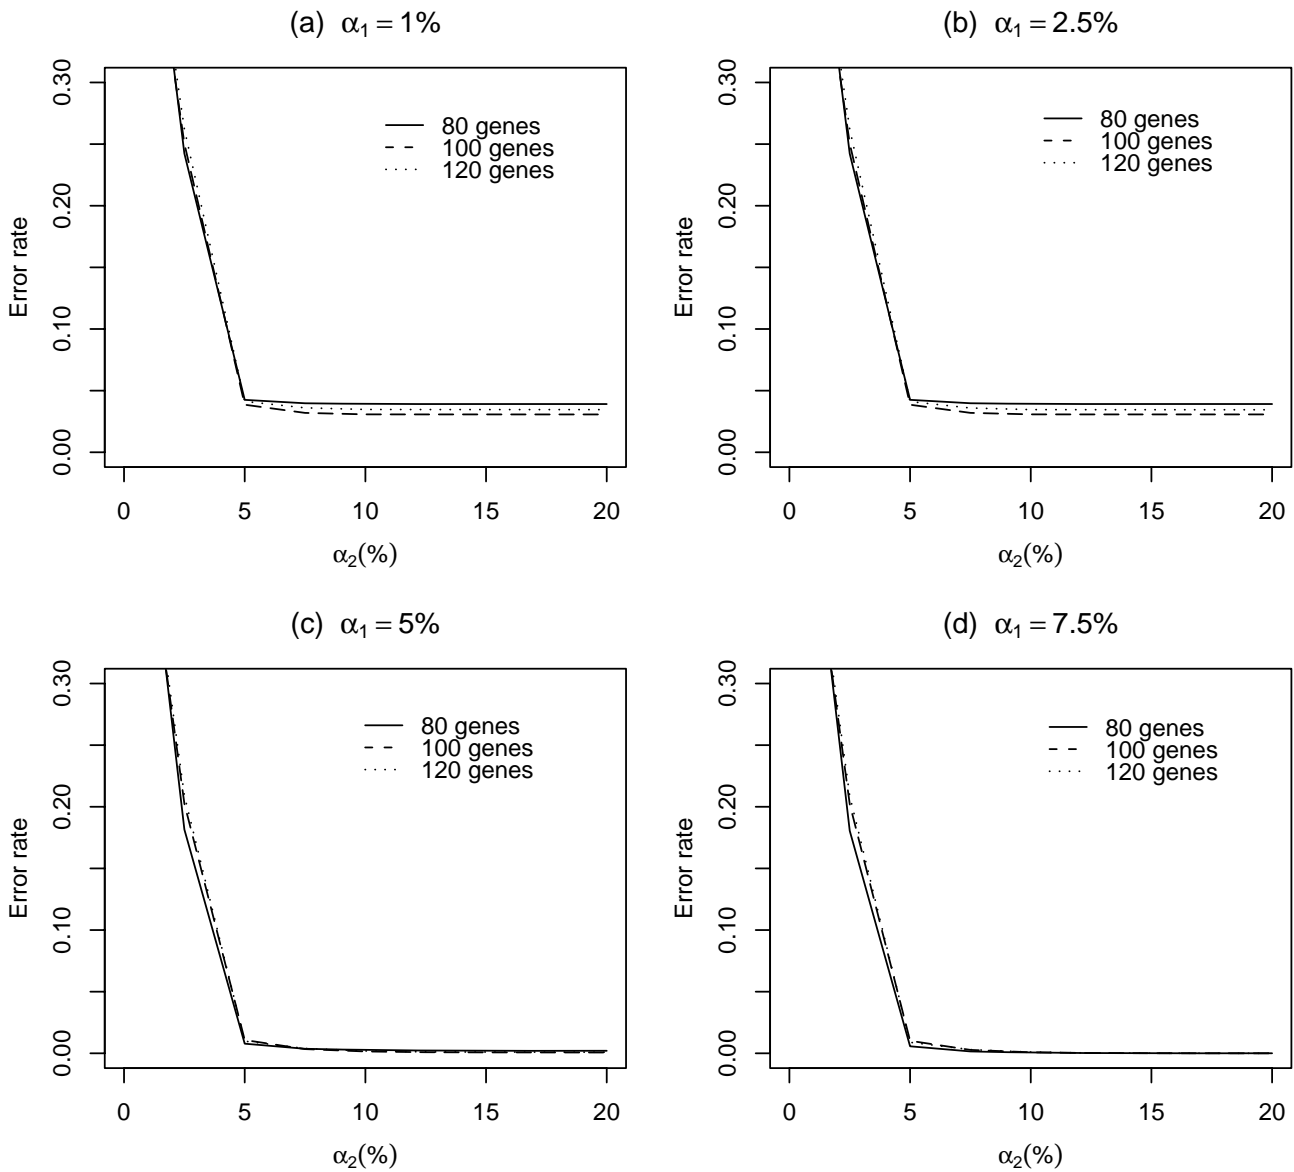 (a) α₁ = 1%
0.30
0.20
0.10
0.00
Error rate
80 genes
100 genes
120 genes
0 5 10 15 20
α₂(%)
(b) α₁ = 2.5%
0.30
0.20
0.10
0.00
Error rate
80 genes
100 genes
120 genes
0 5 10 15 20
α₂(%)
(c) α₁ = 5%
0.30
0.20
0.10
0.00
Error rate
80 genes
100 genes
120 genes
0 5 10 15 20
α₂(%)
(d) α₁ = 7.5%
0.30
0.20
0.10
0.00
Error rate
80 genes
100 genes
120 genes
0 5 10 15 20
α₂(%)